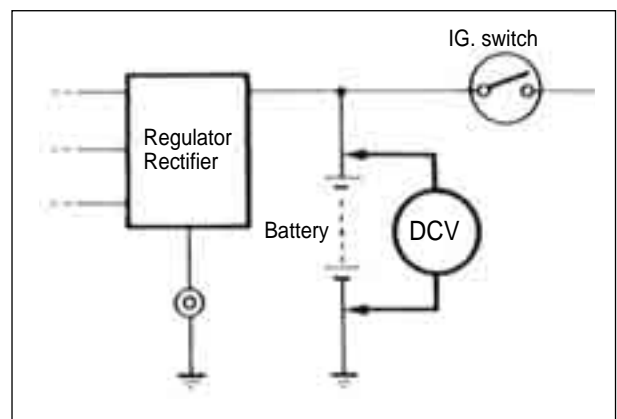 IG. switch
Regulator
Rectifier
Battery
DCV